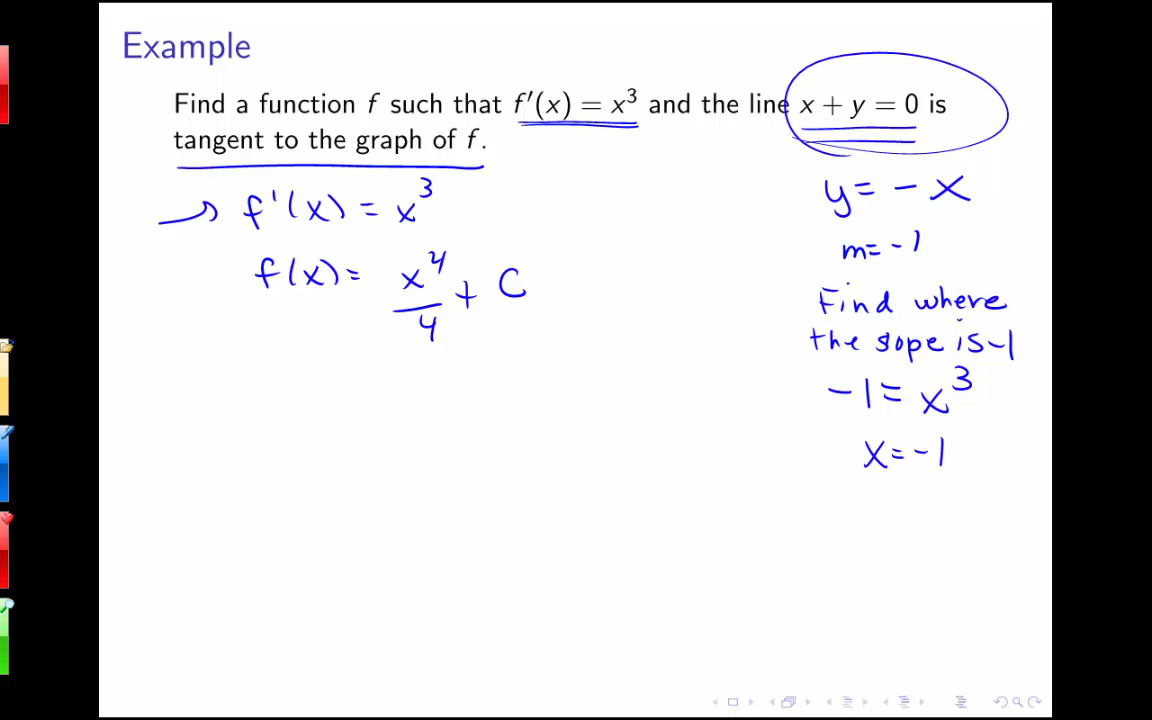 Example
Find a function f such that f′(x) = x³ and the line x + y = 0 is
tangent to the graph of f.
f'(x) = x³
f(x) = x⁴/4 + C
y = - x
m = -1
Find where
the sope is -1
-1 = x³
x = -1